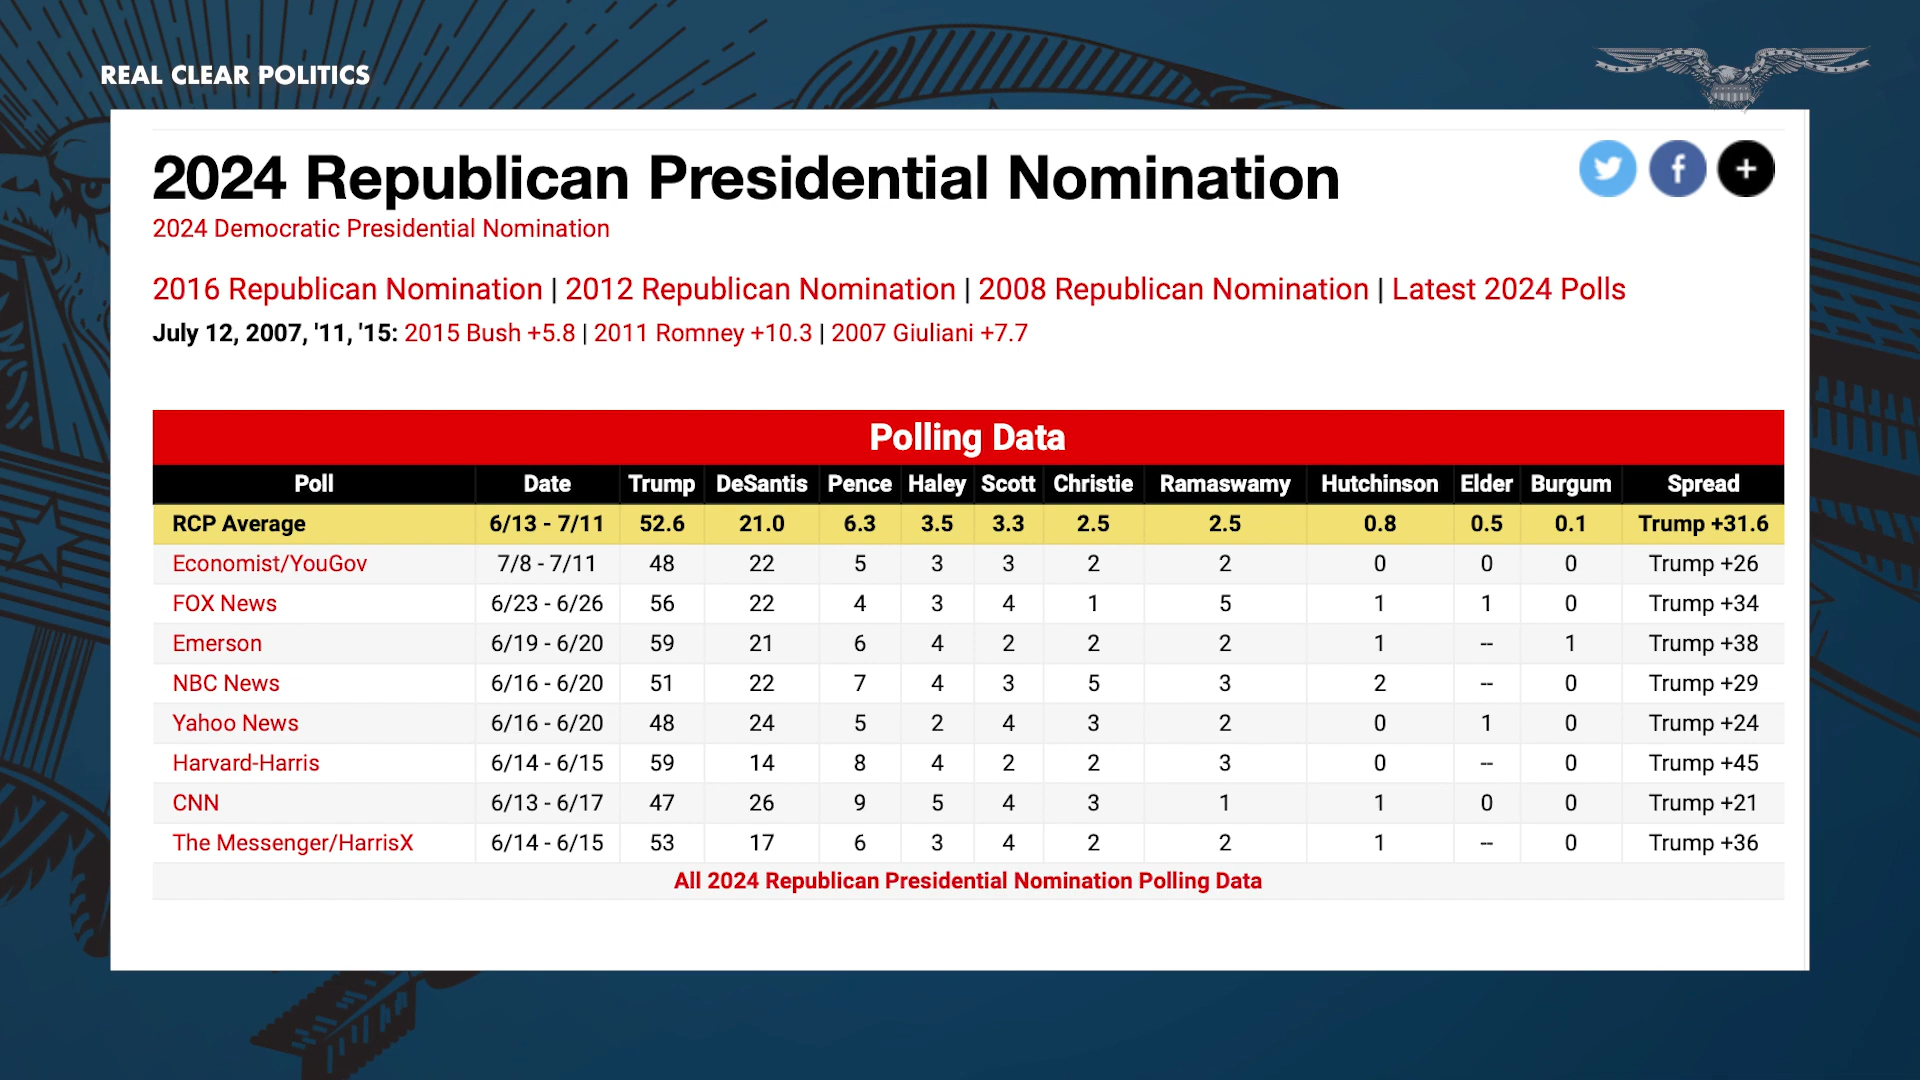 REAL CLEAR POLITICS
2024 Republican Presidential Nomination
2024 Democratic Presidential Nomination
2016 Republican Nomination | 2012 Republican Nomination | 2008 Republican Nomination | Latest 2024 Polls
July 12, 2007, '11, '15: 2015 Bush +5.8 | 2011 Romney +10.3 | 2007 Giuliani +7.7
Polling Data
Poll Date Trump DeSantis Pence Haley Scott Christie Ramaswamy Hutchinson Elder Burgum Spread
RCP Average 6/13 - 7/11 52.6 21.0 6.3 3.5 3.3 2.5 2.5 0.8 0.5 0.1 Trump +31.6
Economist/YouGov 7/8 - 7/11 48 22 5 3 3 2 2 0 0 0 Trump +26
FOX News 6/23 - 6/26 56 22 4 3 4 1 5 1 1 0 Trump +34
Emerson 6/19 - 6/20 59 21 6 4 2 2 2 1 -- 1 Trump +38
NBC News 6/16 - 6/20 51 22 7 4 3 5 3 2 -- 0 Trump +29
Yahoo News 6/16 - 6/20 48 24 5 2 4 3 2 0 1 0 Trump +24
Harvard-Harris 6/14 - 6/15 59 14 8 4 2 2 3 0 -- 0 Trump +45
CNN 6/13 - 6/17 47 26 9 5 4 3 1 1 0 0 Trump +21
The Messenger/HarrisX 6/14 - 6/15 53 17 6 3 4 2 2 1 -- 0 Trump +36
All 2024 Republican Presidential Nomination Polling Data